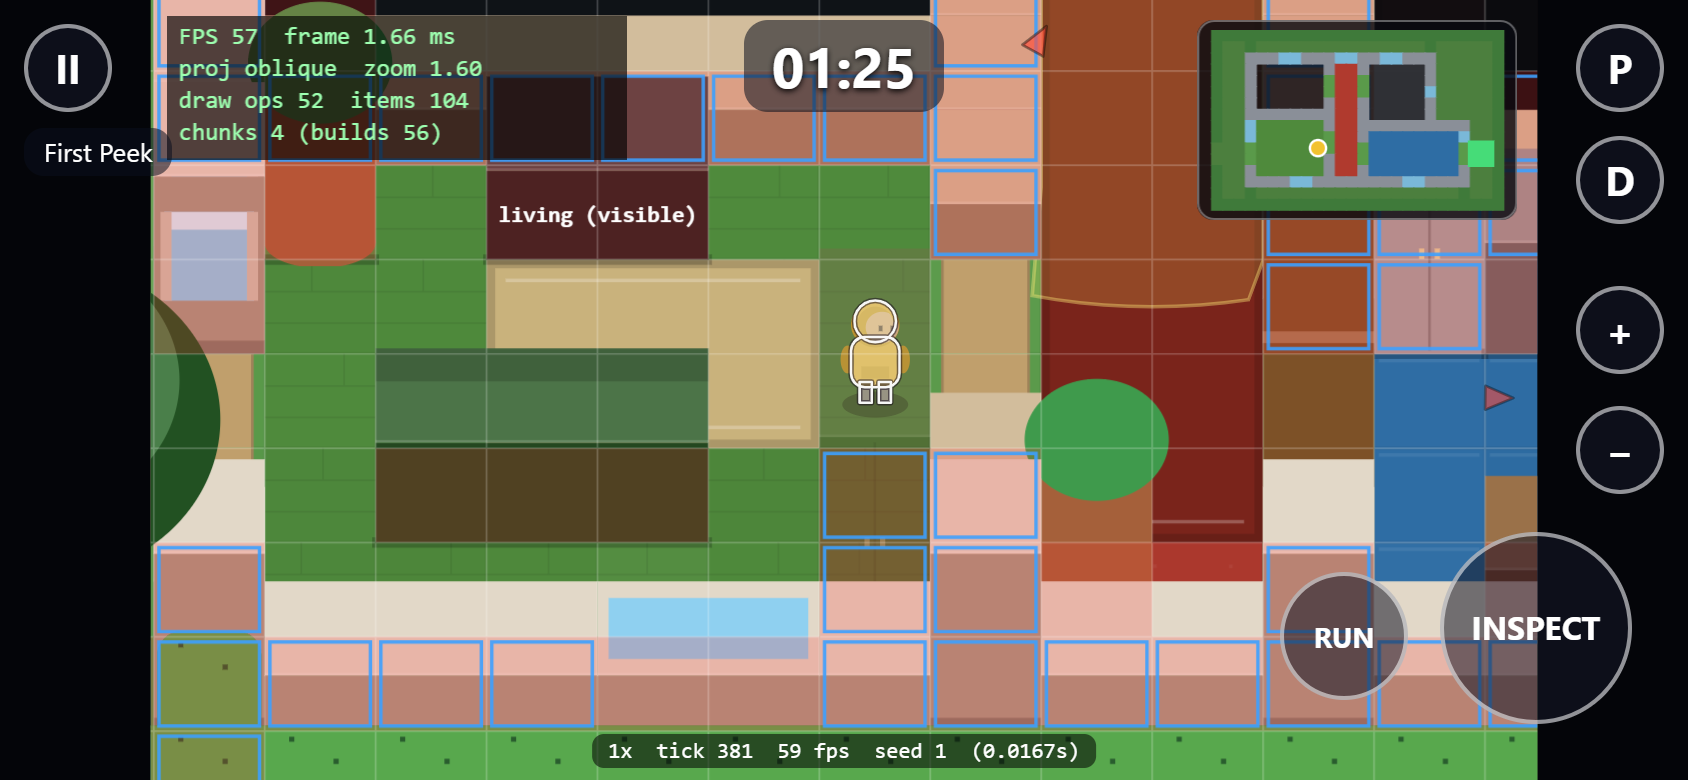 FPS 57  frame 1.66 ms
proj oblique  zoom 1.60
draw ops 52  items 104
chunks 4 (builds 56)
First Peek
01:25
P
D
+
–
living (visible)
RUN
INSPECT
1x  tick 381  59 fps  seed 1  (0.0167s)